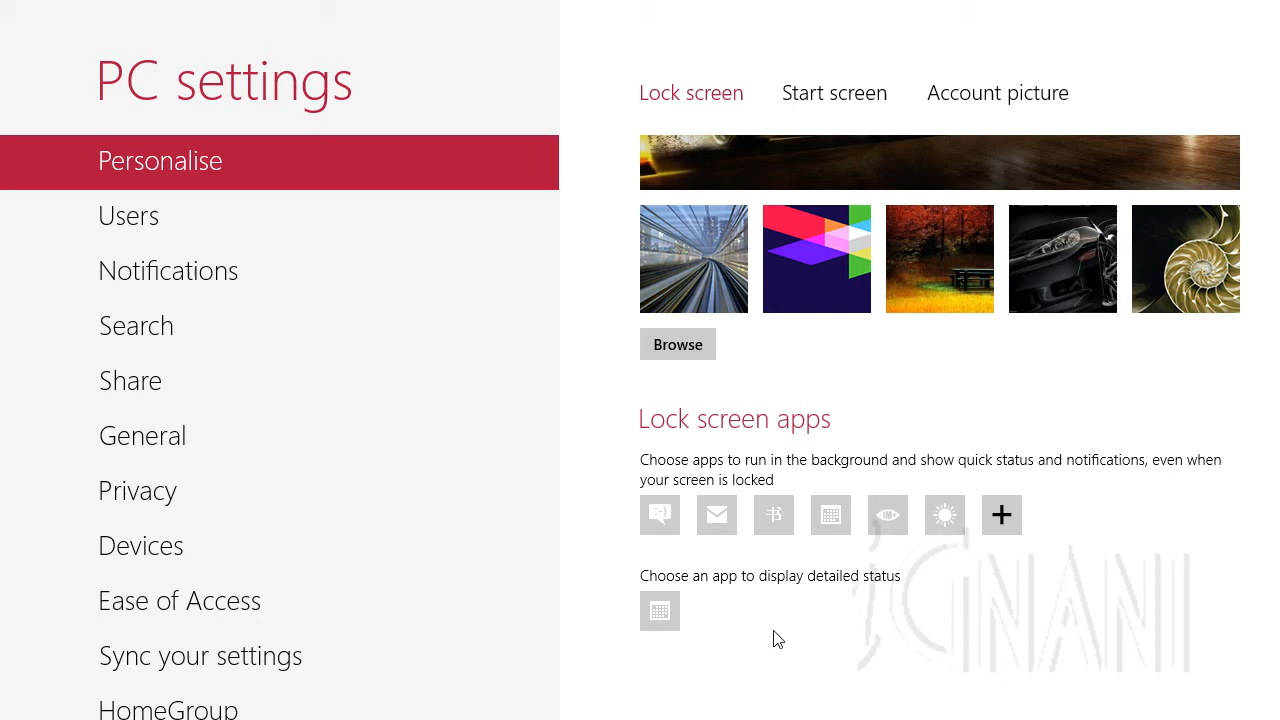 PC settings
Personalise
Users
Notifications
Search
Share
General
Privacy
Devices
Ease of Access
Sync your settings
HomeGroup
Lock screen
Start screen
Account picture
Browse
Lock screen apps
Choose apps to run in the background and show quick status and notifications, even when
your screen is locked
Choose an app to display detailed status